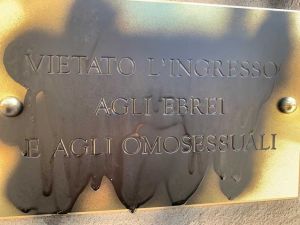 VIETATO L'INGRESSO
AGLI EBREI
E AGLI OMOSESSUALI